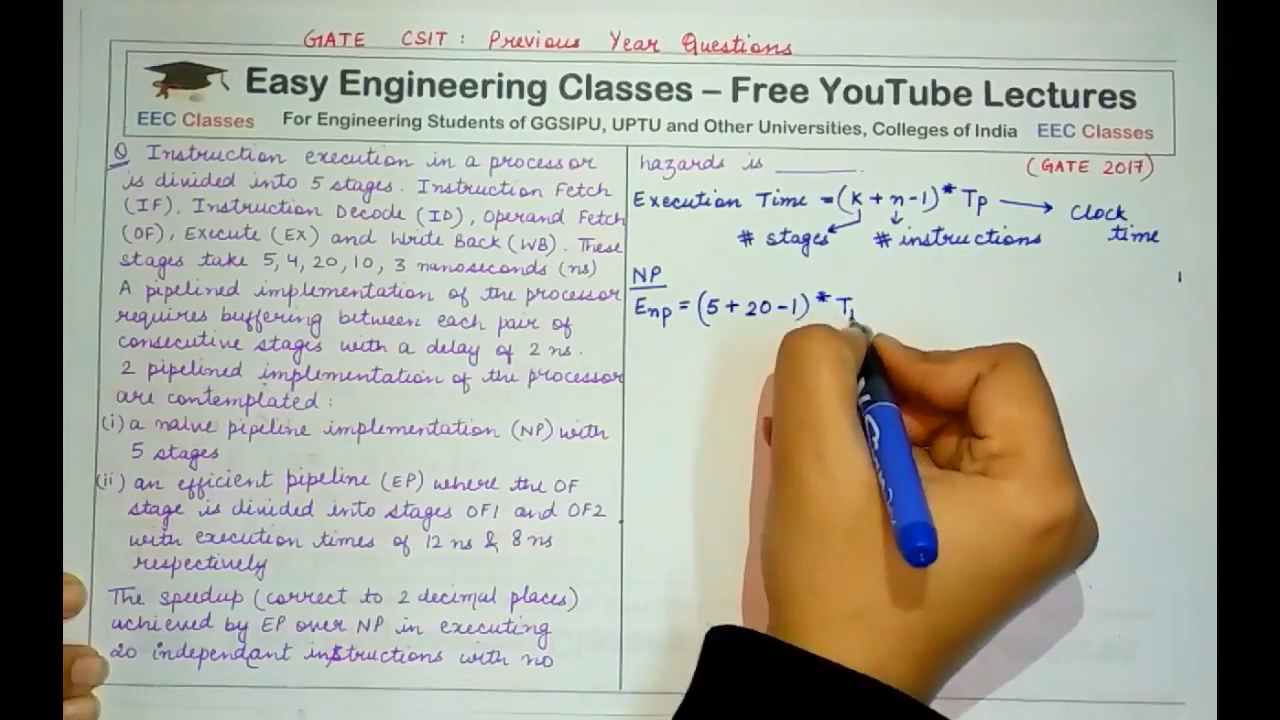 GATE CSIT : Previous Year Questions
Easy Engineering Classes – Free YouTube Lectures
EEC Classes For Engineering Students of GGSIPU, UPTU and Other Universities, Colleges of India EEC Classes
Q Instruction execution in a processor
is divided into 5 stages. Instruction Fetch
(IF), Instruction Decode (ID), Operand Fetch
(OF), Execute (EX) and Write Back (WB). These
stages take 5, 4, 20, 10, 3 nanoseconds (ns)
A pipelined implementation of the processor
requires buffering between each pair of
consecutive stages with a delay of 2 ns.
2 pipelined implementation of the processor
are contemplated :
(i) a naive pipeline implementation (NP) with
5 stages
(ii) an efficient pipeline (EP) where the OF
stage is divided into stages OF1 and OF2
with execution times of 12 ns & 8 ns
respectively
The speedup (correct to 2 decimal places)
achieved by EP over NP in executing
20 independent instructions with no
hazards is ________.
(GATE 2017)
Execution Time = (k + n - 1) * Tp → Clock time
# stages # instructions
NP
Enp = (5 + 20 - 1) * T